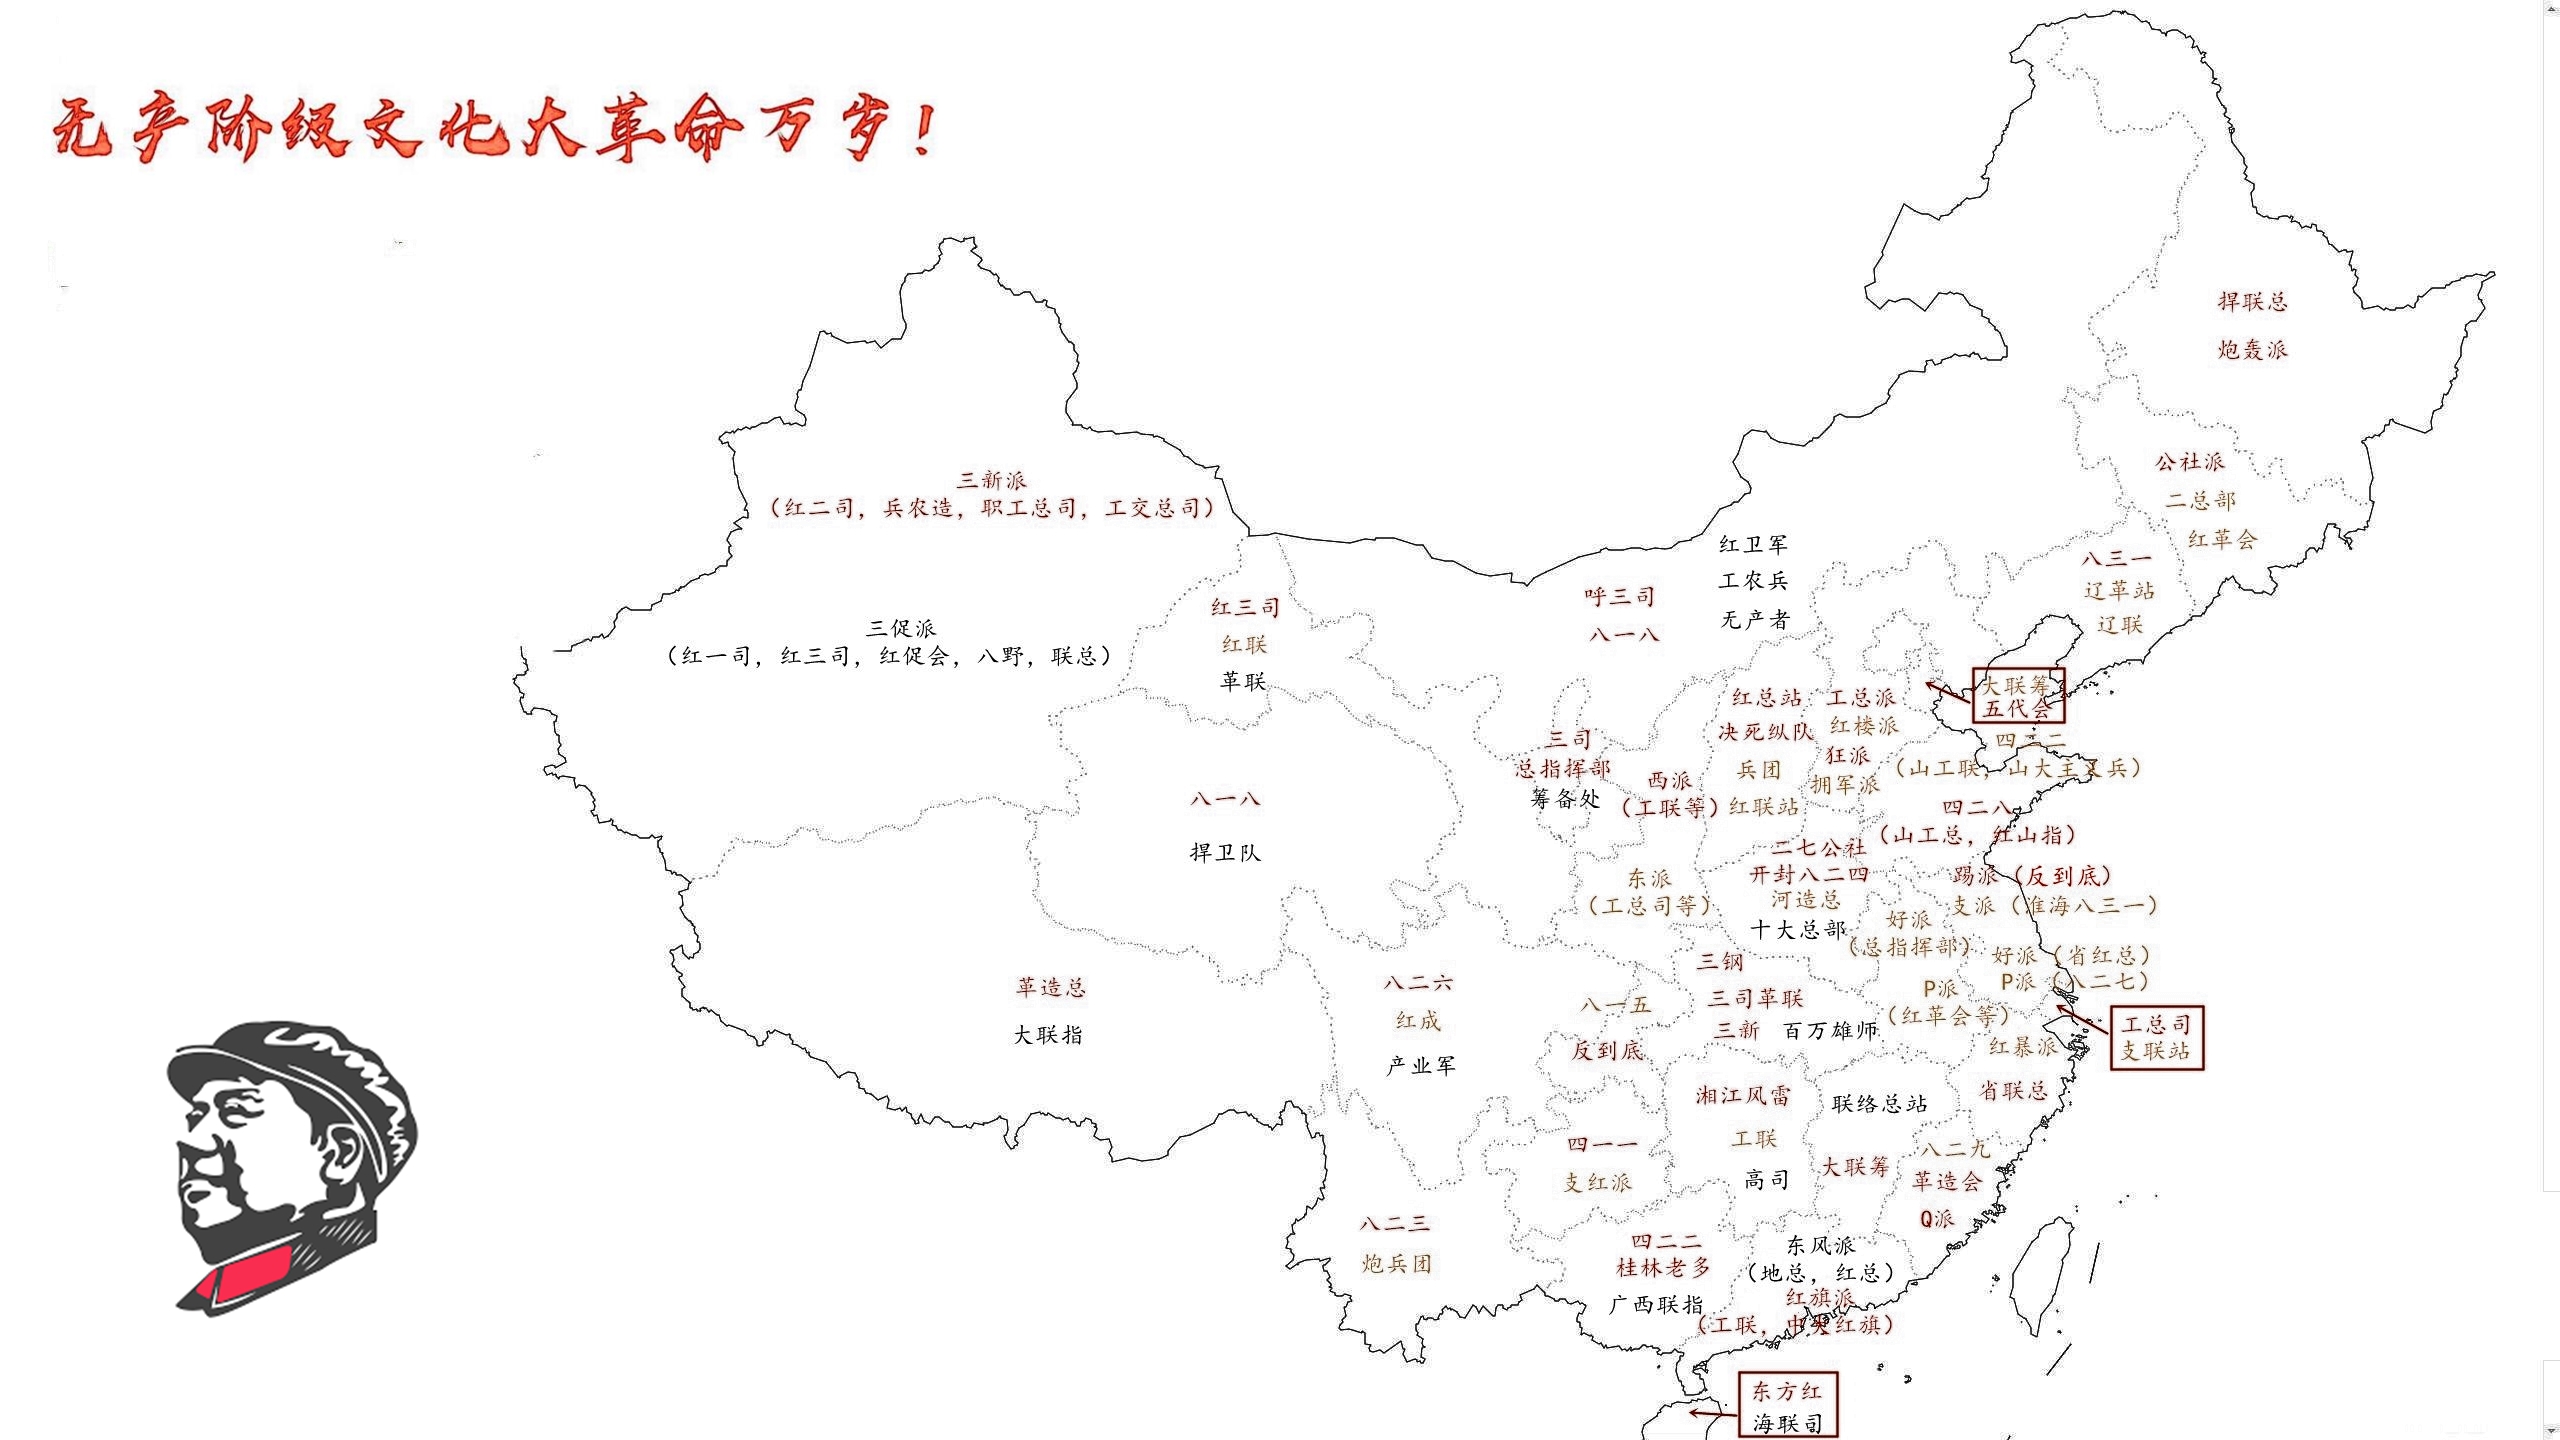 无产阶级文化大革命万岁！
捍联总
炮轰派
公社派
二总部
红革会
八三一
辽革站
辽联
三新派
（红二司，兵农造，职工总司，工交总司）
三促派
（红一司，红三司，红促会，八野，联总）
红三司
红联
革联
呼三司
八一八
红卫军
工农兵
无产者
大联筹
五代会
红总站
决死纵队
兵团
红联站
工总派
红楼派
狂派
拥军派
四二二
（山工联，山大主义兵）
四二八
（山工总，红山指）
三司
总指挥部
筹备处
西派
（工联等）
东派
（工总司等）
八一八
捍卫队
二七公社
开封八二四
河造总
十大总部
踢派（反到底）
支派（淮海八三一）
好派
（总指挥部）
好派（省红总）
P派（八二七）
P派
（红革会等）
工总司
支联站
三钢
三司革联
三新
百万雄师
革造总
大联指
八二六
红成
产业军
八一五
反到底
红暴派
省联总
湘江风雷
工联
高司
联络总站
大联筹
四一一
支红派
八二九
革造会
Q派
八二三
炮兵团
四二二
桂林老多
广西联指
东风派
（地总，红总）
红旗派
（工联，中大红旗）
东方红
海联司